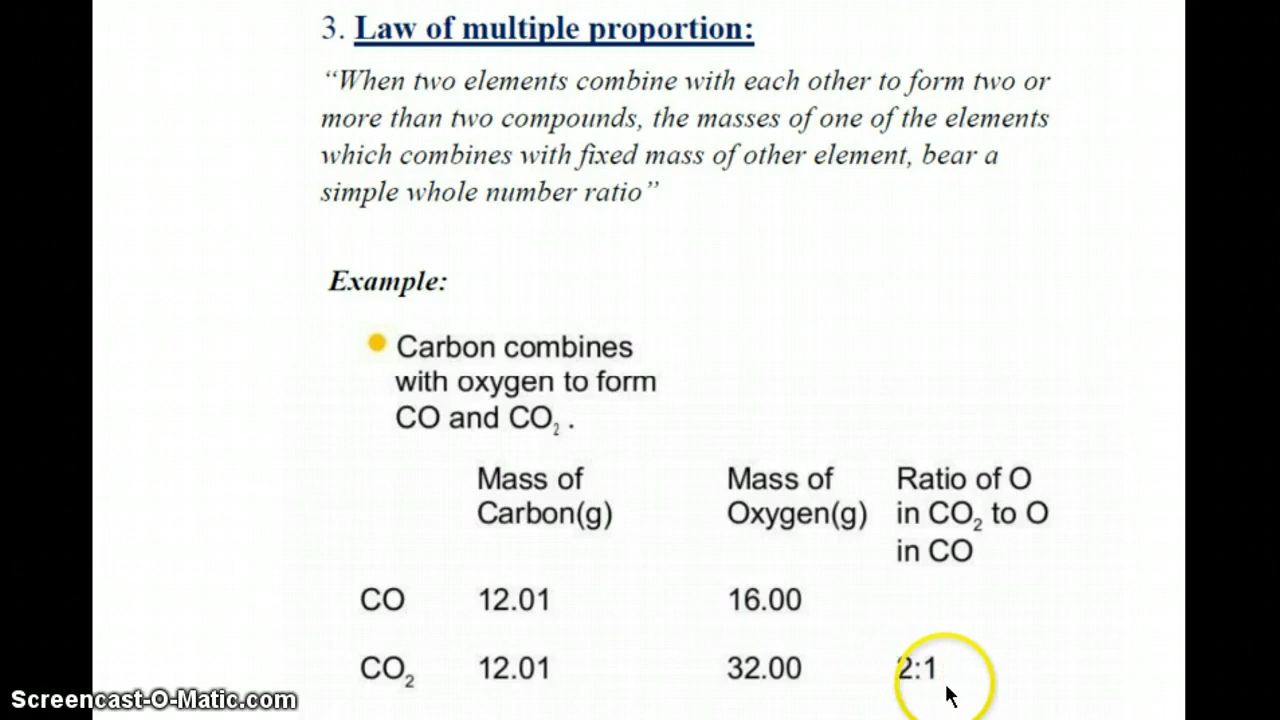 3. Law of multiple proportion:
“When two elements combine with each other to form two or
more than two compounds, the masses of one of the elements
which combines with fixed mass of other element, bear a
simple whole number ratio”
Example:
Carbon combines
with oxygen to form
CO and CO₂ .
Mass of Mass of Ratio of O
Carbon(g) Oxygen(g) in CO₂ to O
in CO
CO 12.01 16.00
CO₂ 12.01 32.00 2:1
Screencast-O-Matic.com